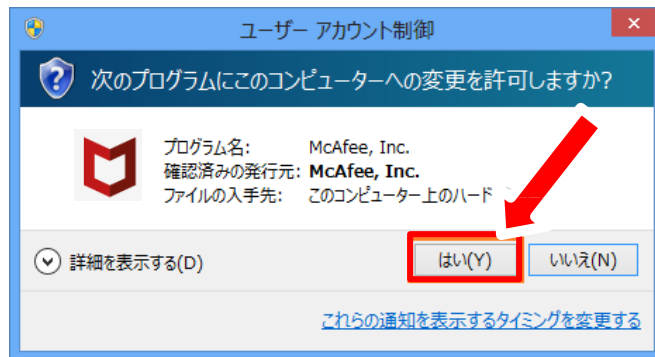 ユーザー アカウント制御
次のプログラムにこのコンピューターへの変更を許可しますか?
プログラム名: McAfee, Inc.
確認済みの発行元: McAfee, Inc.
ファイルの入手先: このコンピューター上のハード
詳細を表示する(D) はい(Y) いいえ(N)
これらの通知を表示するタイミングを変更する